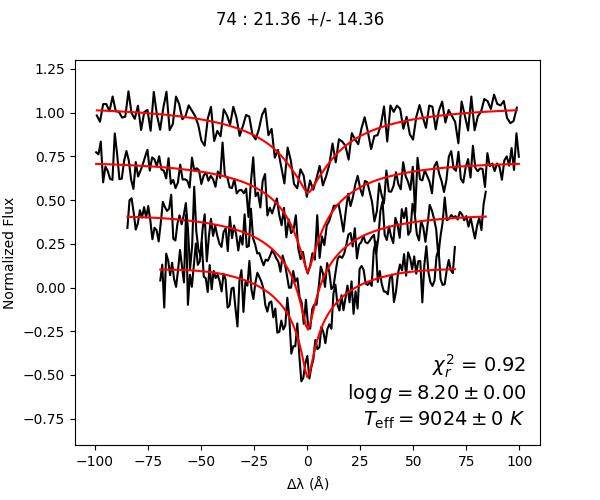 74 : 21.36 +/- 14.36
1.25
1.00
0.75
0.50
0.25
0.00
−0.25
−0.50
−0.75
Normalized Flux
χ²ᵣ = 0.92
log g = 8.20 ± 0.00
T_eff = 9024 ± 0 K
−100 −75 −50 −25 0 25 50 75 100
Δλ (Å)